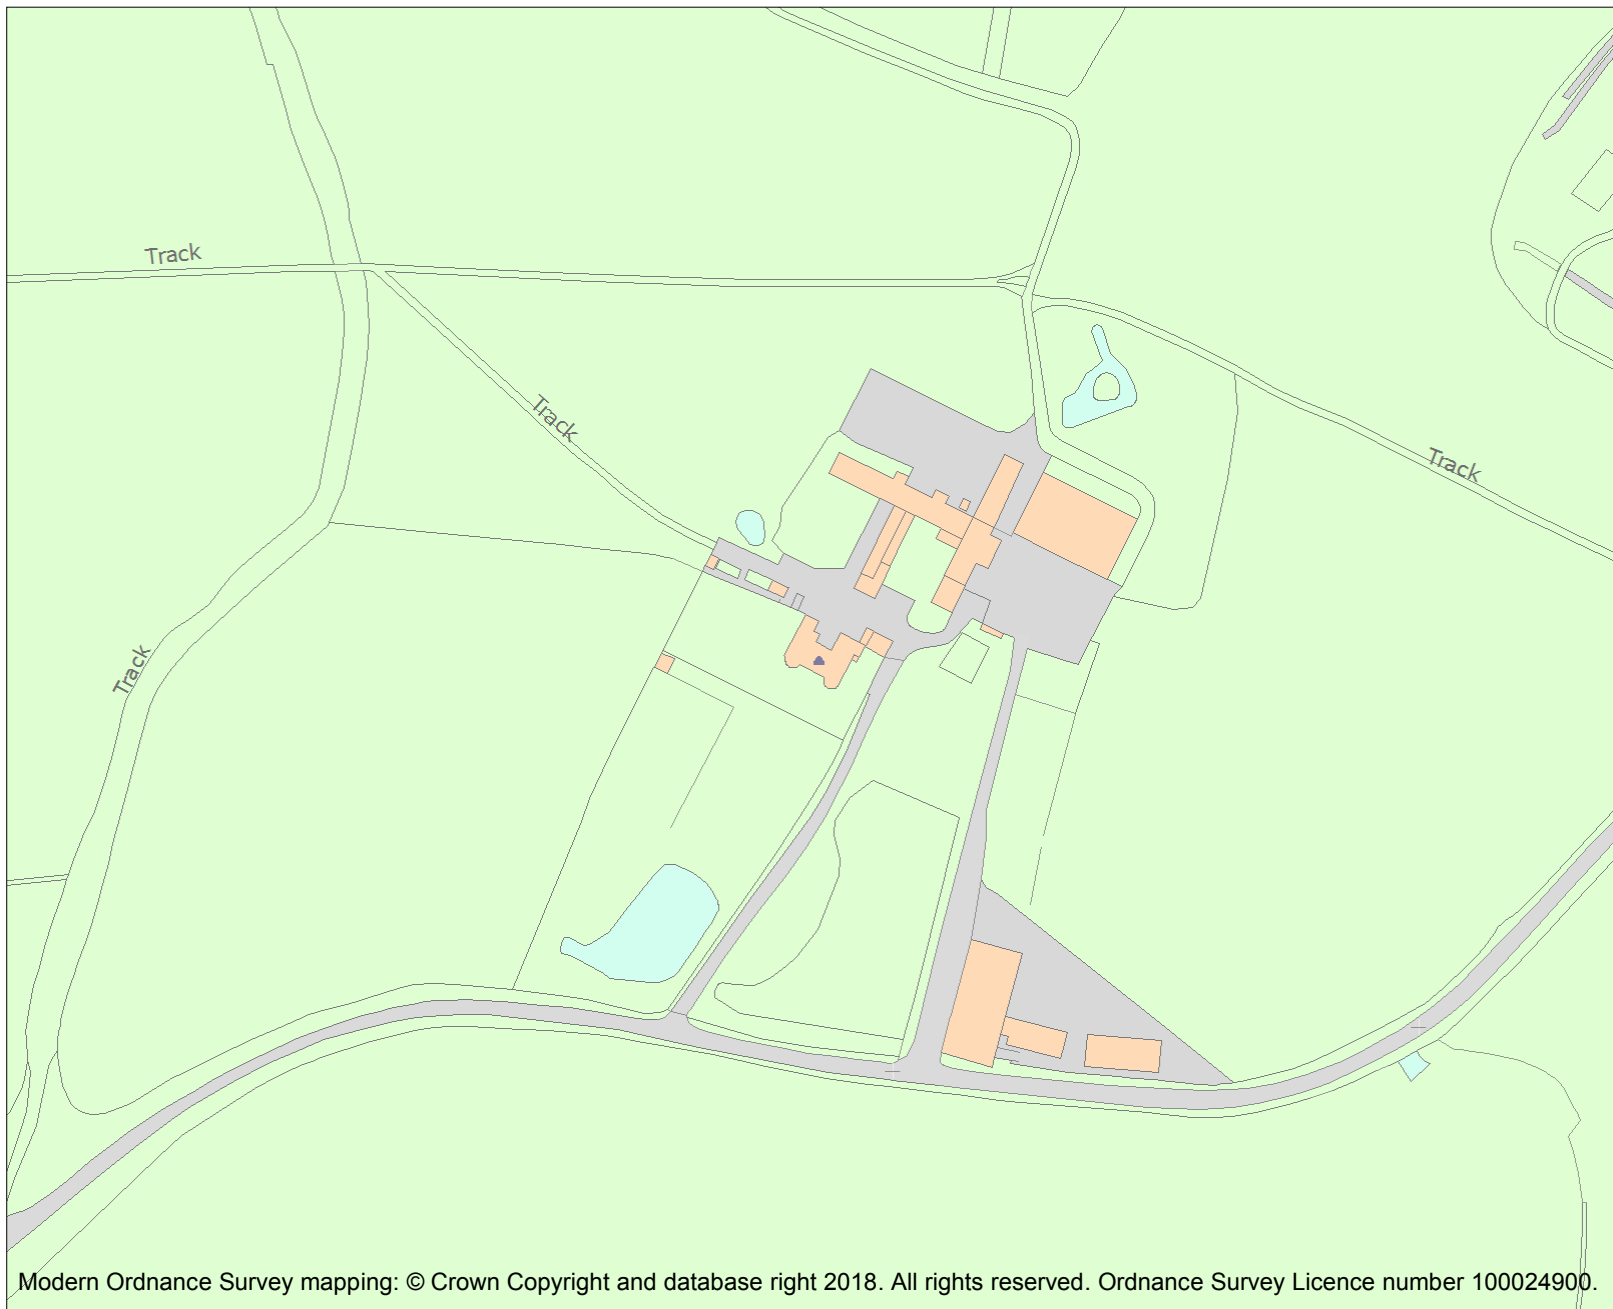 Track
Track
Track
Track
Modern Ordnance Survey mapping: © Crown Copyright and database right 2018. All rights reserved. Ordnance Survey Licence number 100024900.